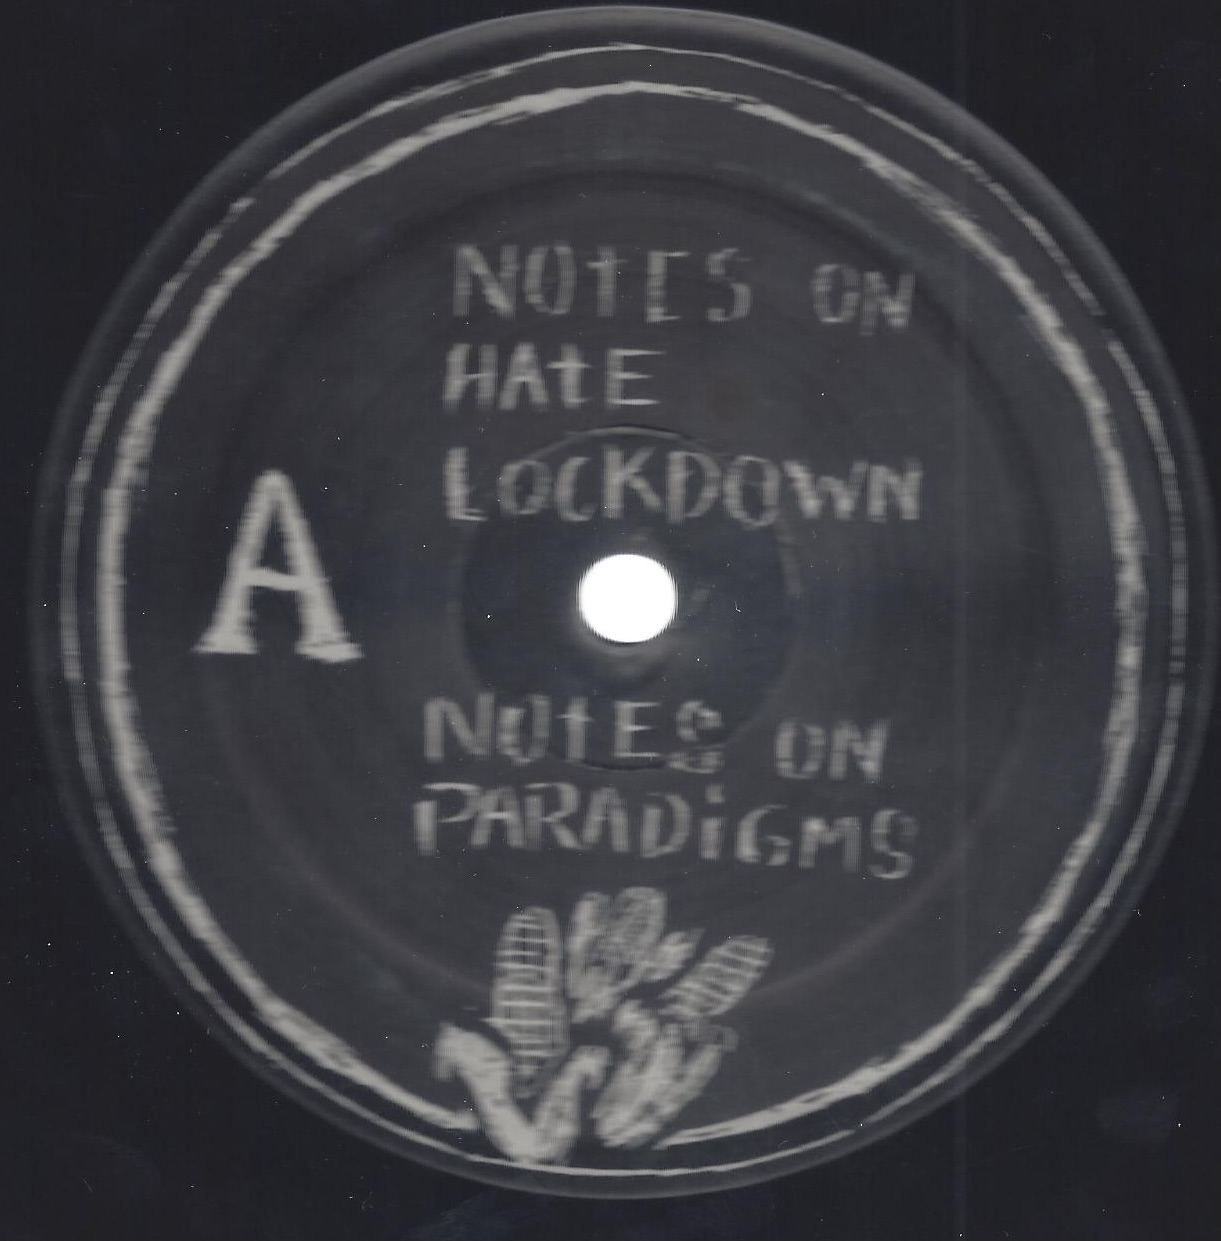 NOtES ON
HAtE
LOCKDOWN
A
NOtES ON
PARADiGMS